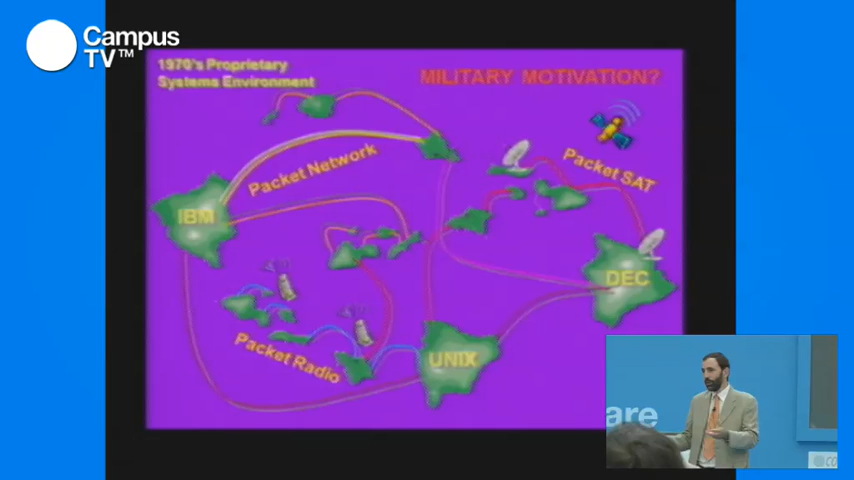 Campus
TV™
1970's Proprietary
Systems Environment
MILITARY MOTIVATION?
Packet Network
Packet SAT
IBM
DEC
UNIX
Packet Radio
are